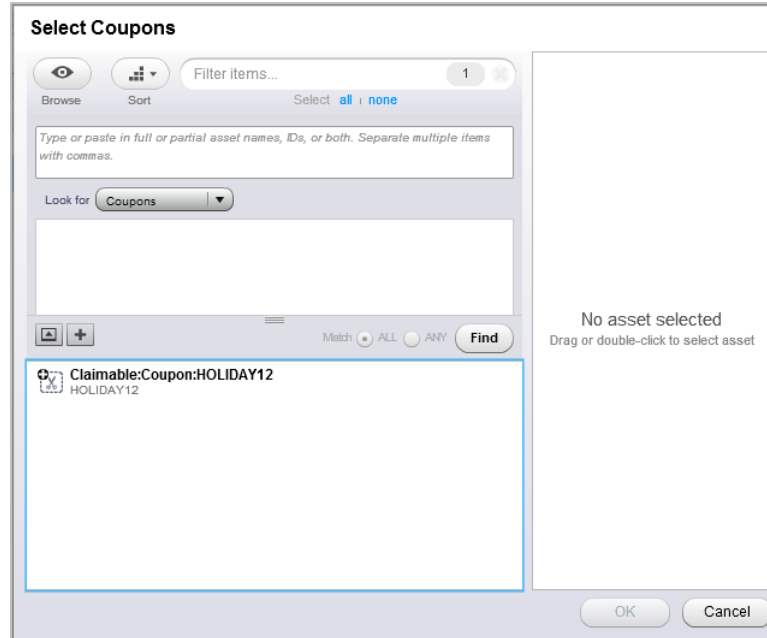 Select Coupons
Filter items... 1
Browse Sort Select all | none
Type or paste in full or partial asset names, IDs, or both. Separate multiple items
with commas.
Look for Coupons
Match ALL ANY Find
Claimable:Coupon:HOLIDAY12
HOLIDAY12
No asset selected
Drag or double-click to select asset
OK Cancel